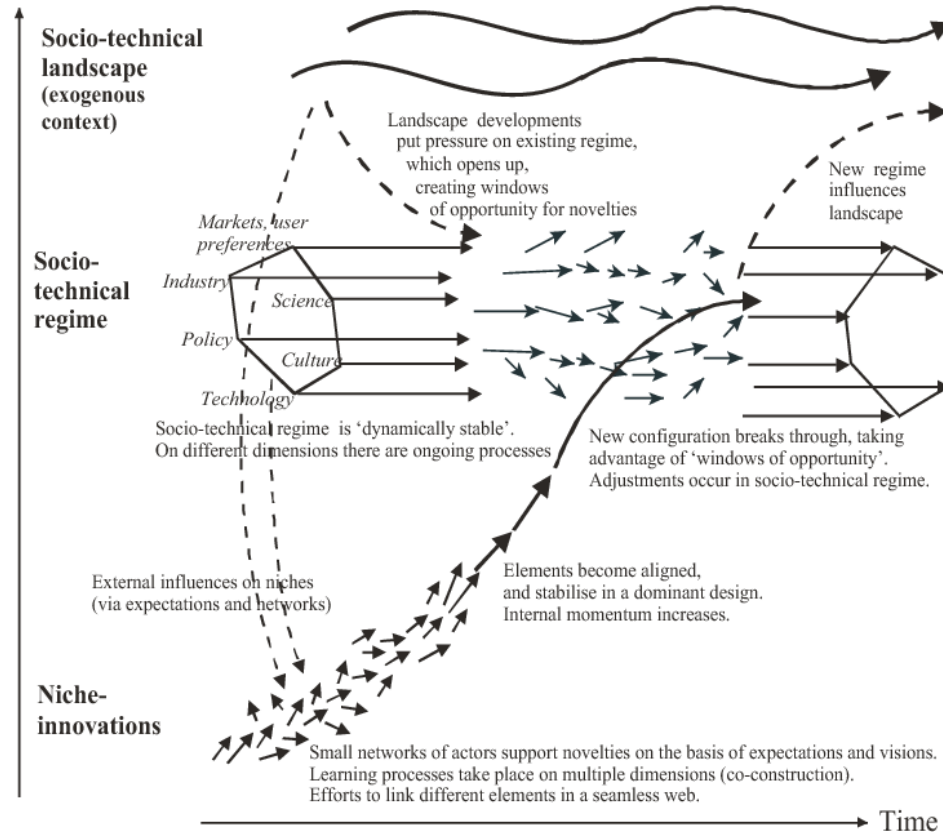 Socio-technical
landscape
(exogenous
context)
Landscape developments
put pressure on existing regime,
which opens up,
creating windows
of opportunity for novelties
New regime
influences
landscape
Socio-
technical
regime
Markets, user
preferences
Industry
Science
Policy
Culture
Technology
Socio-technical regime is ‘dynamically stable’.
On different dimensions there are ongoing processes
New configuration breaks through, taking
advantage of ‘windows of opportunity’.
Adjustments occur in socio-technical regime.
External influences on niches
(via expectations and networks)
Elements become aligned,
and stabilise in a dominant design.
Internal momentum increases.
Niche-
innovations
Small networks of actors support novelties on the basis of expectations and visions.
Learning processes take place on multiple dimensions (co-construction).
Efforts to link different elements in a seamless web.
Time